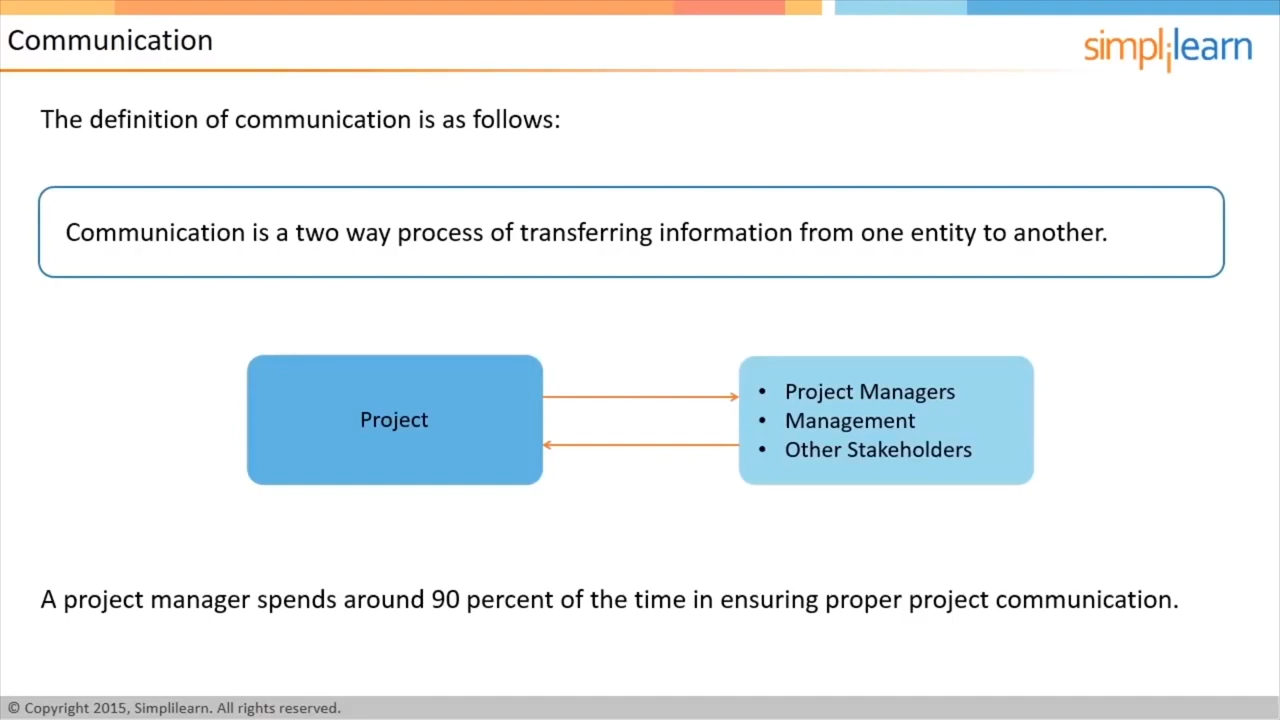 Communication
simplilearn
The definition of communication is as follows:
Communication is a two way process of transferring information from one entity to another.
Project
• Project Managers
• Management
• Other Stakeholders
A project manager spends around 90 percent of the time in ensuring proper project communication.
© Copyright 2015, Simplilearn. All rights reserved.